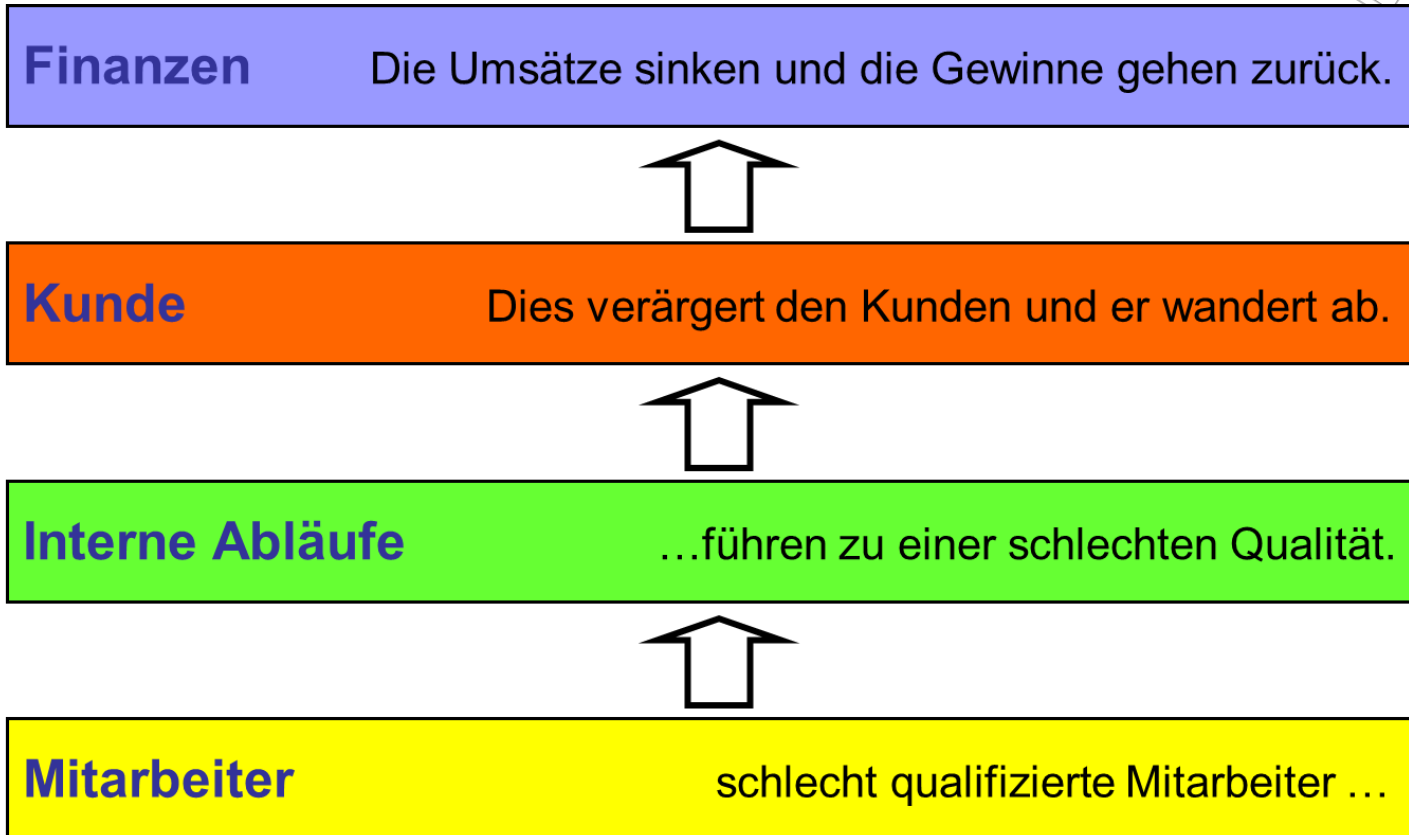 Finanzen Die Umsätze sinken und die Gewinne gehen zurück.
Kunde Dies verärgert den Kunden und er wandert ab.
Interne Abläufe …führen zu einer schlechten Qualität.
Mitarbeiter schlecht qualifizierte Mitarbeiter …